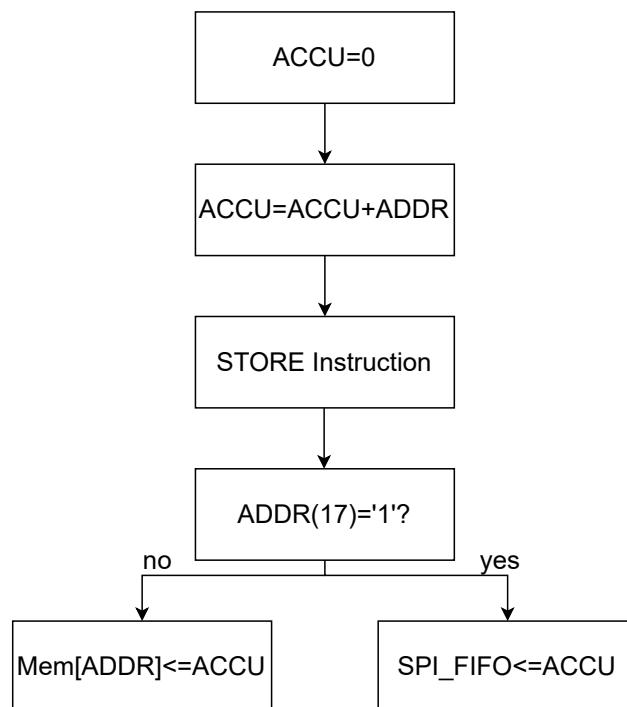 ACCU=0
ACCU=ACCU+ADDR
STORE Instruction
ADDR(17)='1'?
no
yes
Mem[ADDR]<=ACCU
SPI_FIFO<=ACCU